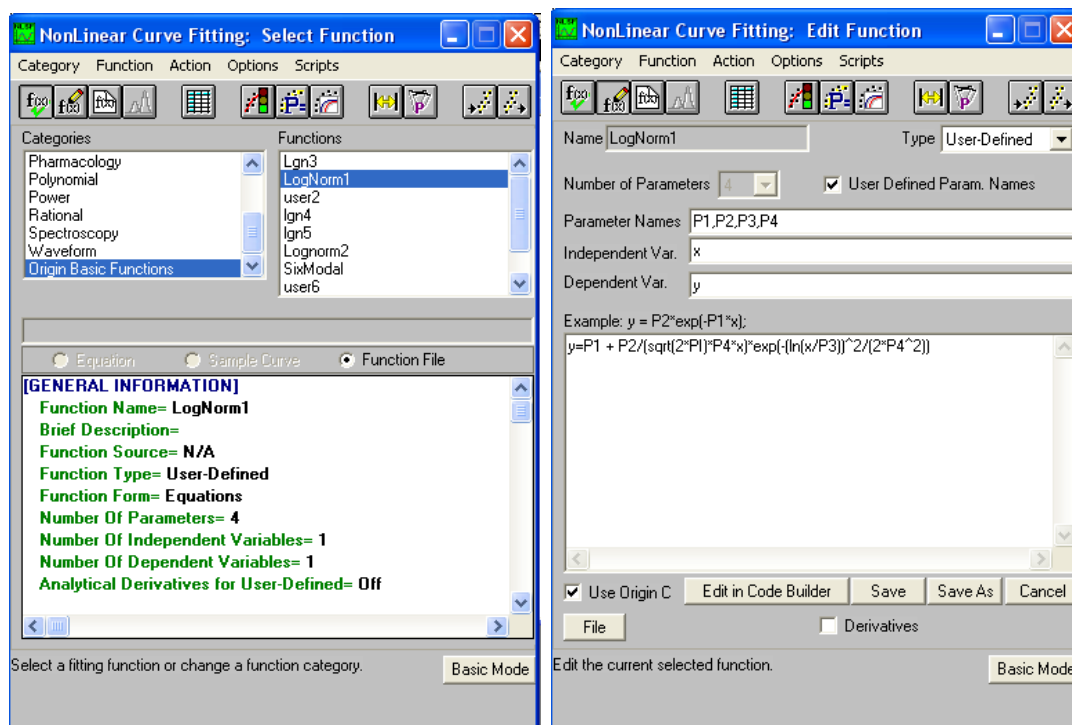 NonLinear Curve Fitting: Select Function
Category Function Action Options Scripts
Categories
Functions
Pharmacology
Polynomial
Power
Rational
Spectroscopy
Waveform
Origin Basic Functions
Lgn3
LogNorm1
user2
lgn4
lgn5
Lognorm2
SixModal
user6
Equation Sample Curve Function File
[GENERAL INFORMATION]
Function Name= LogNorm1
Brief Description=
Function Source= N/A
Function Type= User-Defined
Function Form= Equations
Number Of Parameters= 4
Number Of Independent Variables= 1
Number Of Dependent Variables= 1
Analytical Derivatives for User-Defined= Off
Select a fitting function or change a function category.
Basic Mode
NonLinear Curve Fitting: Edit Function
Category Function Action Options Scripts
Name LogNorm1 Type User-Defined
Number of Parameters 4 User Defined Param. Names
Parameter Names P1,P2,P3,P4
Independent Var. x
Dependent Var. y
Example: y = P2*exp(-P1*x);
y=P1 + P2/(sqrt(2*PI)*P4*x)*exp(-(ln(x/P3))^2/(2*P4^2))
Use Origin C Edit in Code Builder Save Save As Cancel
File Derivatives
Edit the current selected function.
Basic Mode